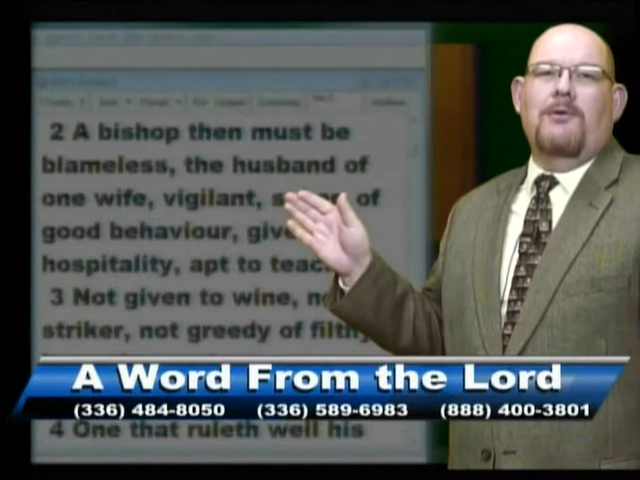 2 A bishop then must be
blameless, the husband of
one wife, vigilant, of
good behaviour,
hospitality, apt to
3 Not given to wine,
striker, not greedy of
A Word From the Lord
(336) 484-8050 (336) 589-6983 (888) 400-3801
4 One that ruleth well his